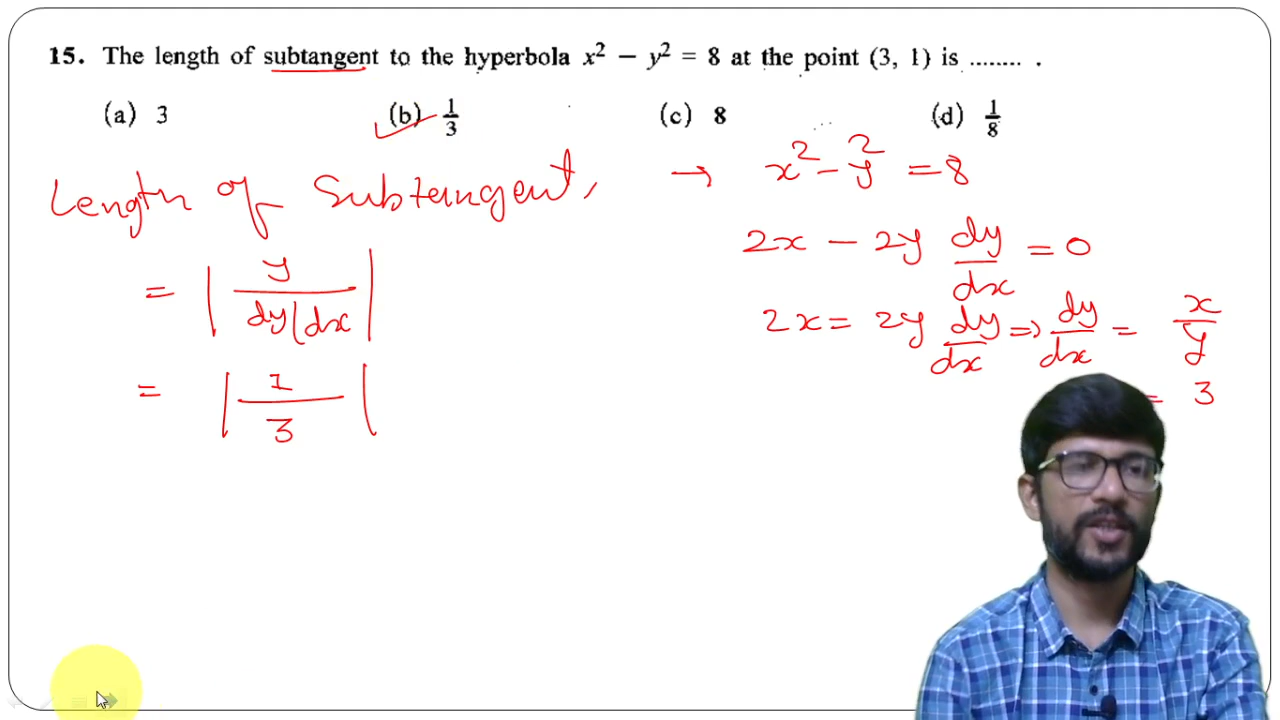 15. The length of subtangent to the hyperbola x² − y² = 8 at the point (3, 1) is ........ .
(a) 3 (b) 1/3 (c) 8 (d) 1/8
Length of Subtangent,
= | y / dy/dx |
= | 1 / 3 |
→ x² − y² = 8
2x − 2y dy/dx = 0
2x = 2y dy/dx ⇒ dy/dx = x/y
= 3